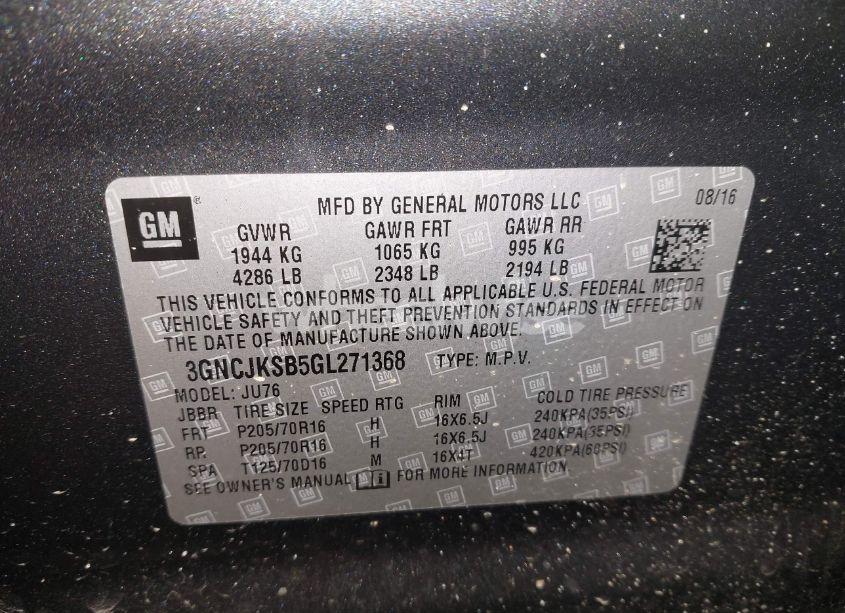 GM ® MFD BY GENERAL MOTORS LLC 08/16
GVWR GAWR FRT GAWR RR
1944 KG 1065 KG 995 KG
4286 LB 2348 LB 2194 LB
THIS VEHICLE CONFORMS TO ALL APPLICABLE U.S. FEDERAL MOTOR
VEHICLE SAFETY AND THEFT PREVENTION STANDARDS IN EFFECT ON
THE DATE OF MANUFACTURE SHOWN ABOVE.
3GNCJKSB5GL271368 TYPE: M.P.V.
MODEL: JU76
JBBR TIRE SIZE SPEED RTG RIM COLD TIRE PRESSURE
FRT P205/70R16 H 16X6.5J 240KPA(35PSI)
RR P205/70R16 H 16X6.5J 240KPA(35PSI)
SPA T125/70D16 M 16X4T 420KPA(60PSI)
SEE OWNER'S MANUAL FOR MORE INFORMATION.